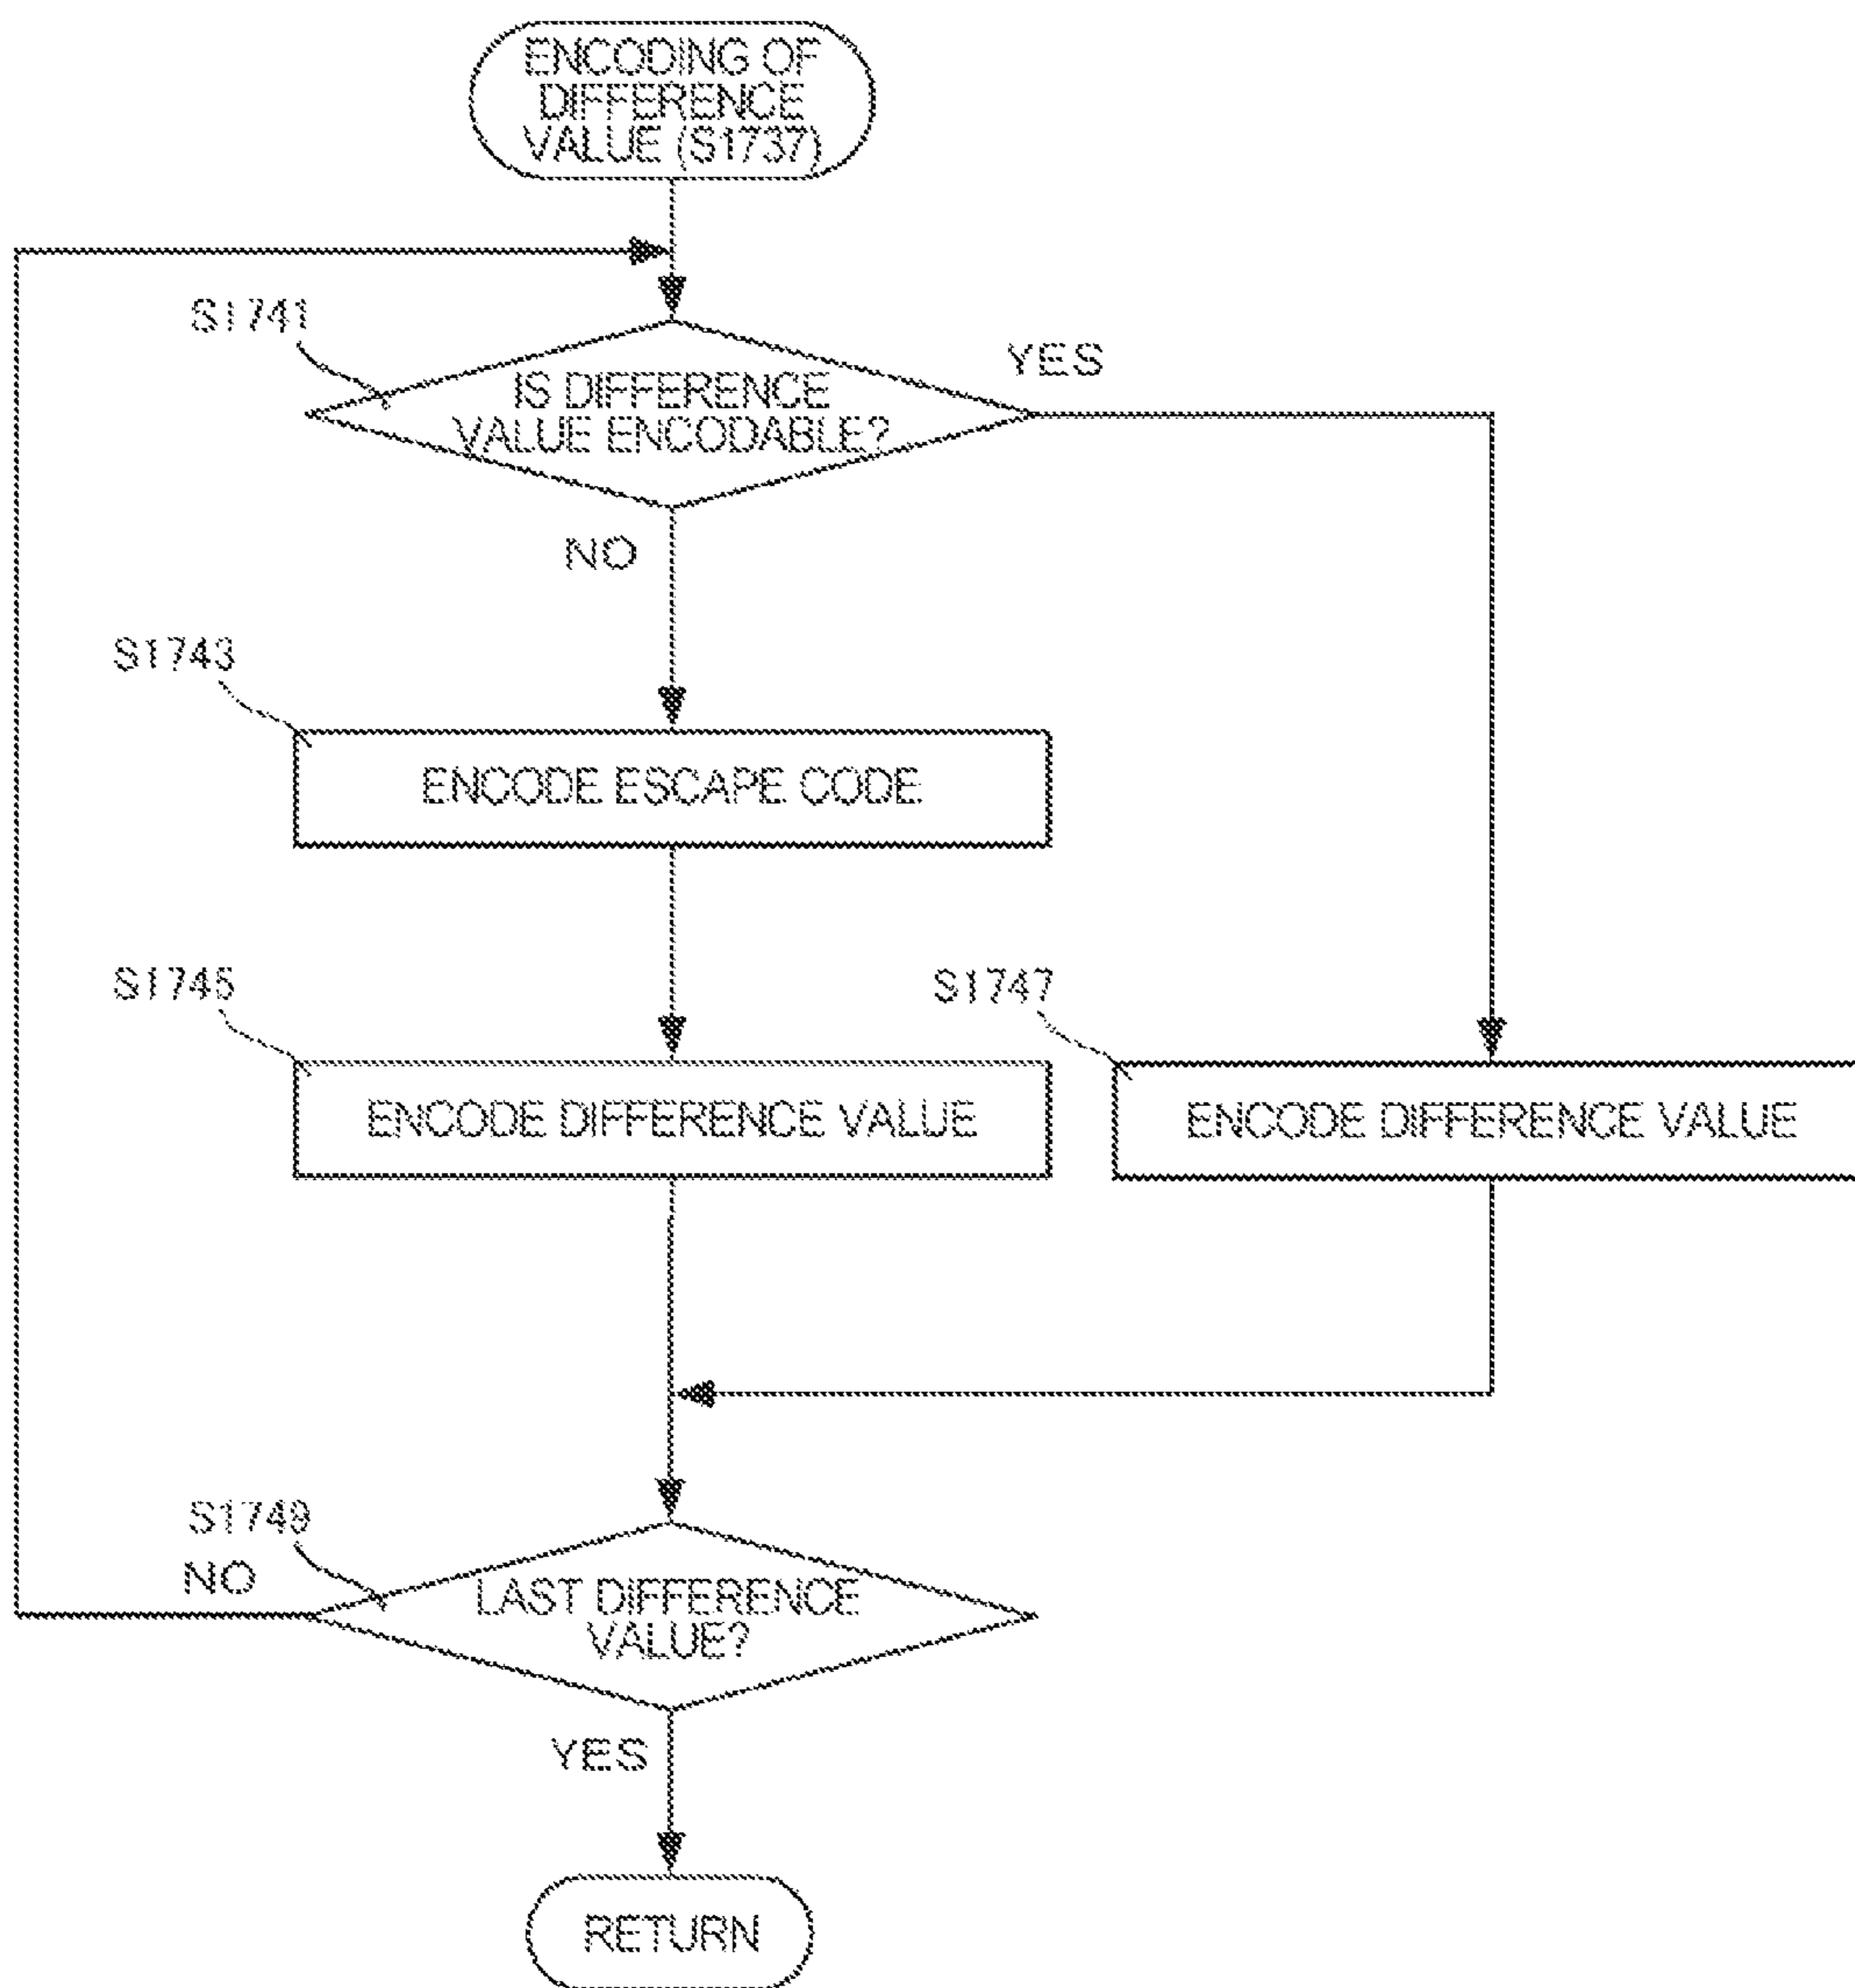 ENCODING OF
DIFFERENCE
VALUE (S1737)
S1741
IS DIFFERENCE
VALUE ENCODABLE?
YES
NO
S1743
ENCODE ESCAPE CODE
S1745
ENCODE DIFFERENCE VALUE
S1747
ENCODE DIFFERENCE VALUE
S1749
NO
LAST DIFFERENCE
VALUE?
YES
RETURN